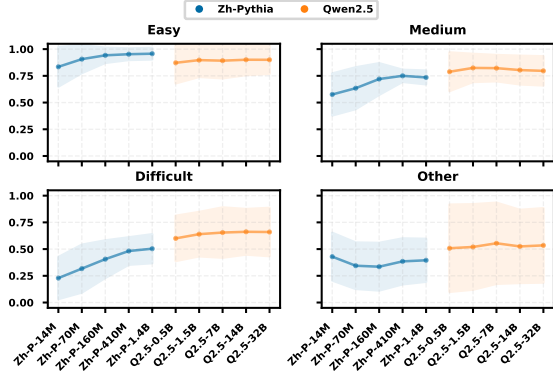 Zh-Pythia Qwen2.5
Easy
Medium
1.00
0.75
0.50
0.25
0.00
Difficult
Other
1.00
0.75
0.50
0.25
0.00
Zh-P-14M
Zh-P-70M
Zh-P-160M
Zh-P-410M
Zh-P-1.4B
Q2.5-0.5B
Q2.5-1.5B
Q2.5-7B
Q2.5-14B
Q2.5-32B
Zh-P-14M
Zh-P-70M
Zh-P-160M
Zh-P-410M
Zh-P-1.4B
Q2.5-0.5B
Q2.5-1.5B
Q2.5-7B
Q2.5-14B
Q2.5-32B